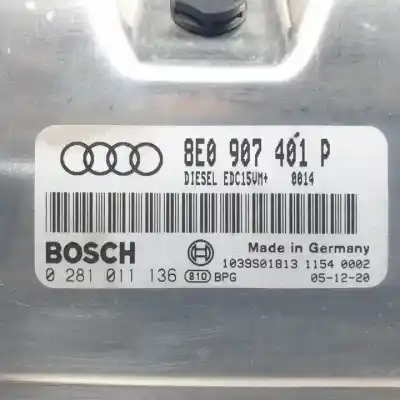 8E0 907 401 P
DIESEL EDC15VM+ 0014
BOSCH
Made in Germany
0 281 011 136 B10 BPG
1039S01813 1154 0002
05-12-20